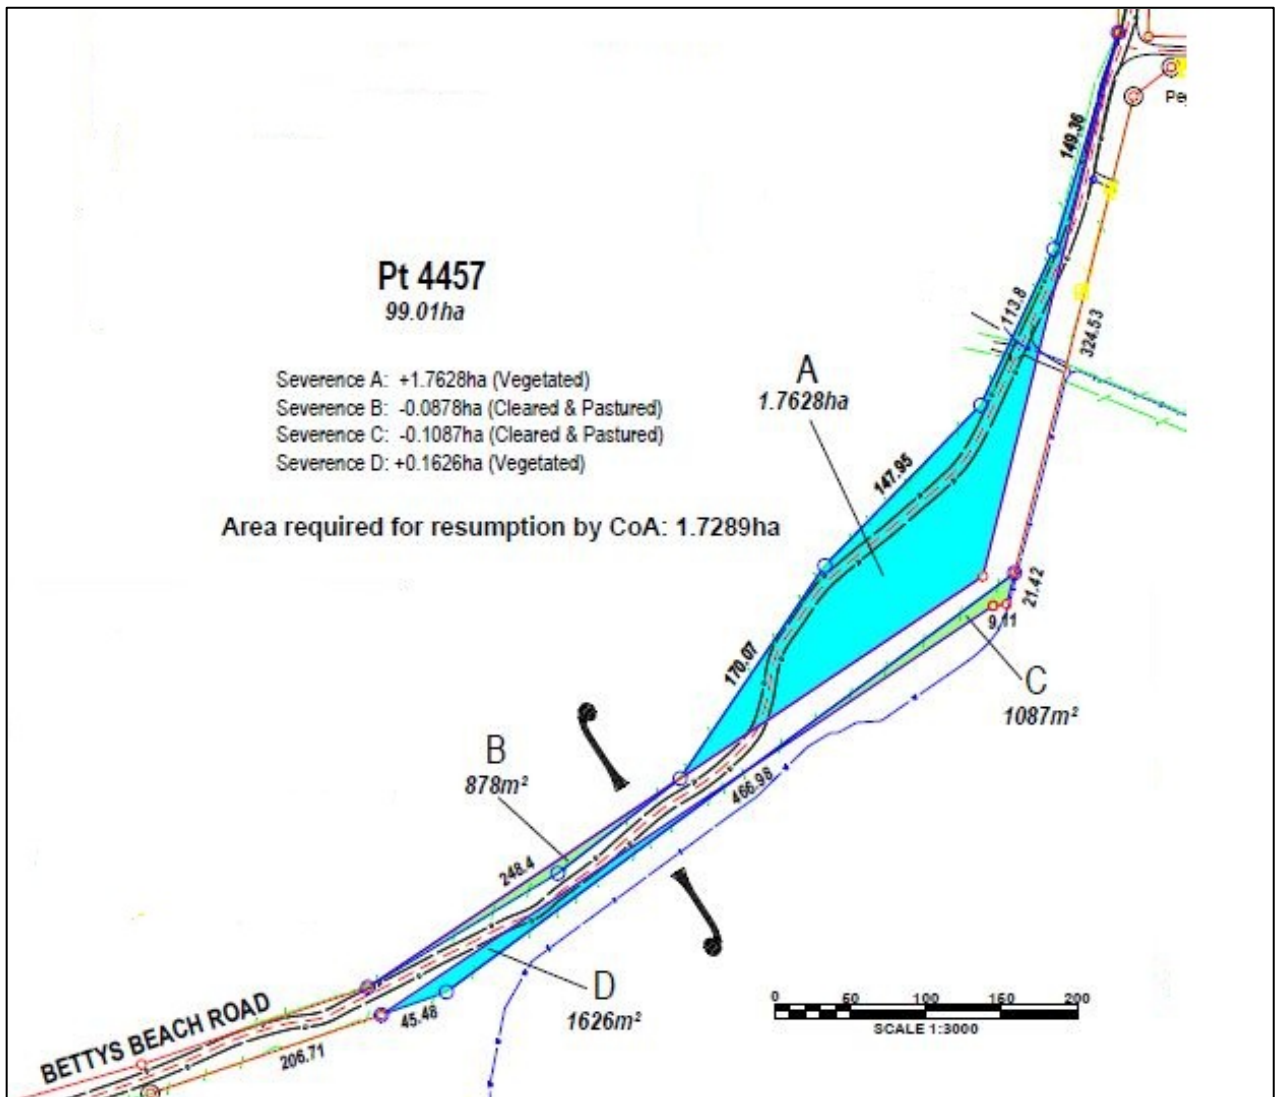 149.36
Pt 4457
99.01ha
113.8
324.53
A
1.7628ha
Severence A: +1.7628ha (Vegetated)
Severence B: -0.0878ha (Cleared & Pastured)
Severence C: -0.1087ha (Cleared & Pastured)
Severence D: +0.1626ha (Vegetated)
147.95
Area required for resumption by CoA: 1.7289ha
21.42
9.11
170.07
C
1087m²
B
878m²
466.98
248.4
D
1626m²
45.48
BETTYS BEACH ROAD
206.71
0 50 100 150 200
SCALE 1:3000